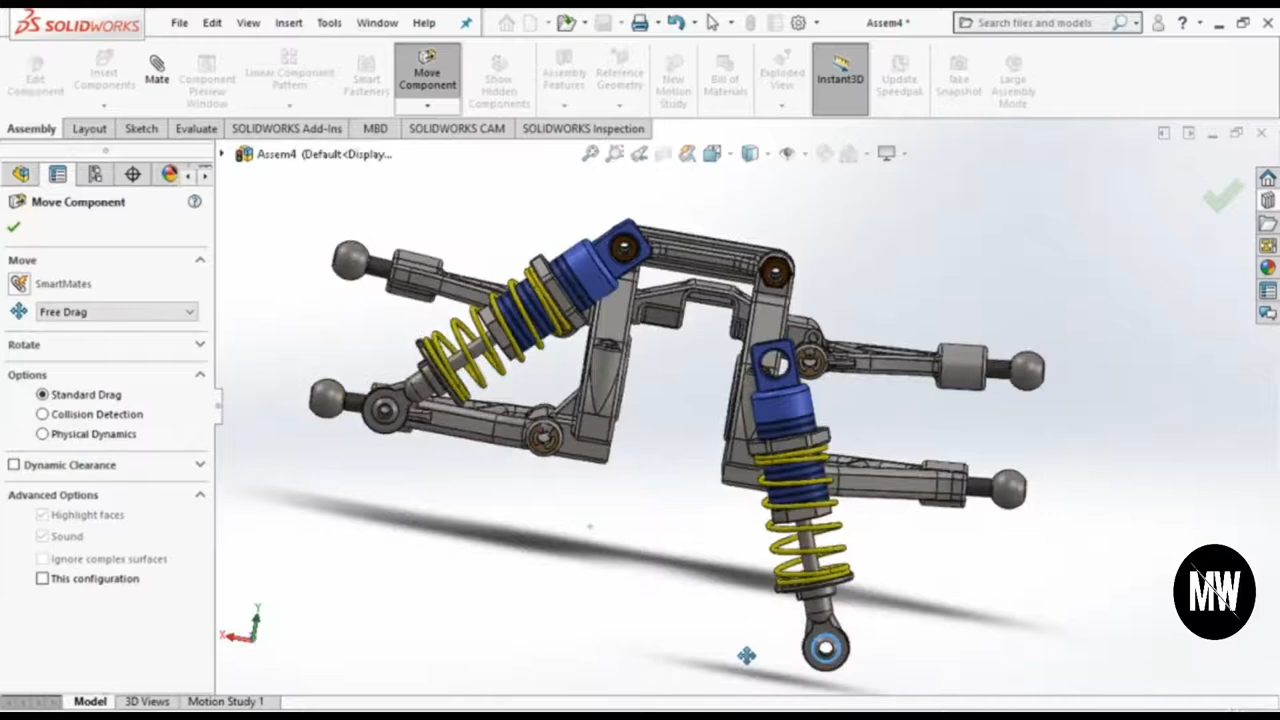 SOLIDWORKS File Edit View Insert Tools Window Help Assem4 * Search files and models ?
Edit Component
Insert Components
Mate
Component Preview Window
Linear Component Pattern
Smart Fasteners
Move Component
Show Hidden Components
Assembly Features
Reference Geometry
New Motion Study
Bill of Materials
Exploded View
Instant3D
Update Speedpak
Take Snapshot
Large Assembly Mode
Assembly Layout Sketch Evaluate SOLIDWORKS Add-Ins MBD SOLIDWORKS CAM SOLIDWORKS Inspection
Assem4 (Default<Display...
Move Component ?
Move
SmartMates
Free Drag
Rotate
Options
Standard Drag
Collision Detection
Physical Dynamics
Dynamic Clearance
Advanced Options
Highlight faces
Sound
Ignore complex surfaces
This configuration
Y
X
MW
Model 3D Views Motion Study 1